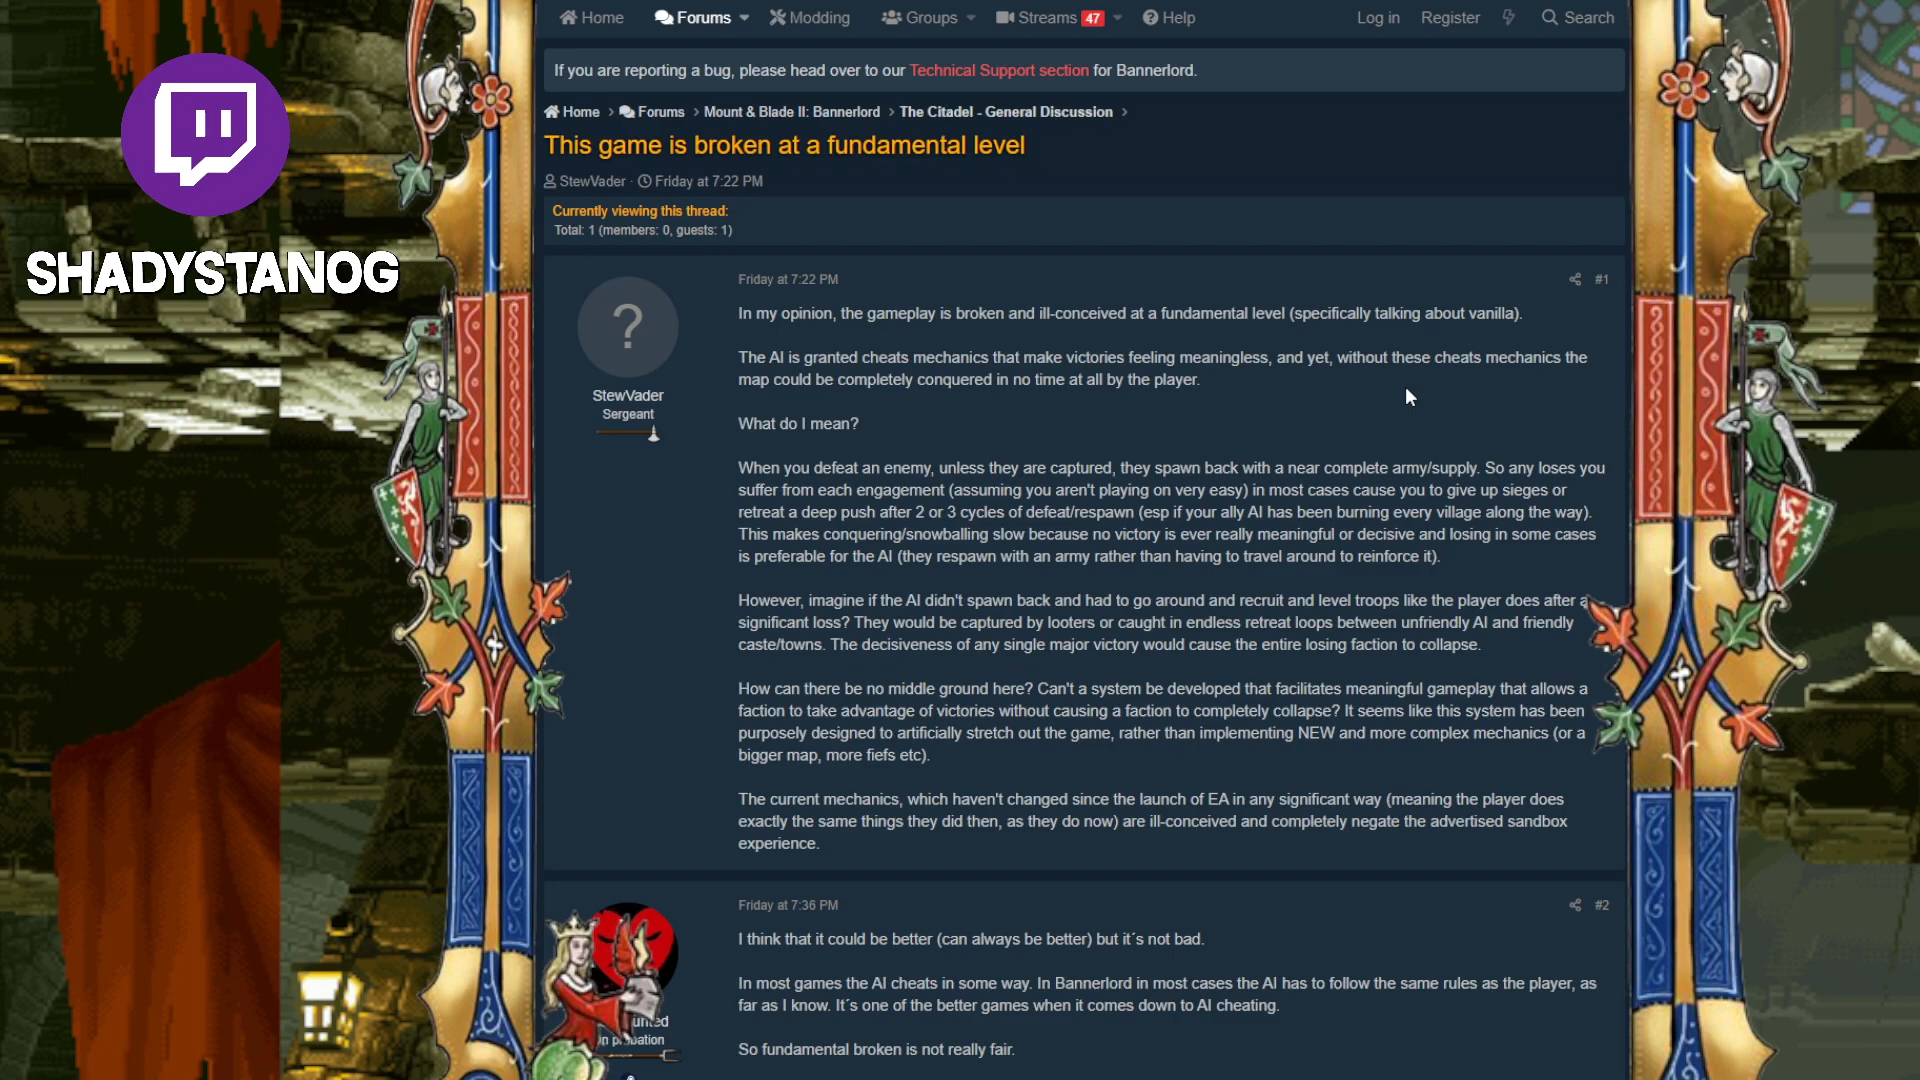 Home Forums Modding Groups Streams 47 Help Log in Register Search
If you are reporting a bug, please head over to our Technical Support section for Bannerlord.
Home Forums Mount & Blade II: Bannerlord The Citadel - General Discussion
This game is broken at a fundamental level
StewVader · Friday at 7:22 PM
Currently viewing this thread:
Total: 1 (members: 0, guests: 1)
SHADYSTANOG
Friday at 7:22 PM #1
?
StewVader
Sergeant
In my opinion, the gameplay is broken and ill-conceived at a fundamental level (specifically talking about vanilla).
The AI is granted cheats mechanics that make victories feeling meaningless, and yet, without these cheats mechanics the
map could be completely conquered in no time at all by the player.
What do I mean?
When you defeat an enemy, unless they are captured, they spawn back with a near complete army/supply. So any loses you
suffer from each engagement (assuming you aren't playing on very easy) in most cases cause you to give up sieges or
retreat a deep push after 2 or 3 cycles of defeat/respawn (esp if your ally AI has been burning every village along the way).
This makes conquering/snowballing slow because no victory is ever really meaningful or decisive and losing in some cases
is preferable for the AI (they respawn with an army rather than having to travel around to reinforce it).
However, imagine if the AI didn't spawn back and had to go around and recruit and level troops like the player does after a
significant loss? They would be captured by looters or caught in endless retreat loops between unfriendly AI and friendly
caste/towns. The decisiveness of any single major victory would cause the entire losing faction to collapse.
How can there be no middle ground here? Can't a system be developed that facilitates meaningful gameplay that allows a
faction to take advantage of victories without causing a faction to completely collapse? It seems like this system has been
purposely designed to artificially stretch out the game, rather than implementing NEW and more complex mechanics (or a
bigger map, more fiefs etc).
The current mechanics, which haven't changed since the launch of EA in any significant way (meaning the player does
exactly the same things they did then, as they do now) are ill-conceived and completely negate the advertised sandbox
experience.
Friday at 7:36 PM #2
I think that it could be better (can always be better) but it´s not bad.
In most games the AI cheats in some way. In Bannerlord in most cases the AI has to follow the same rules as the player, as
far as I know. It´s one of the better games when it comes down to AI cheating.
So fundamental broken is not really fair.